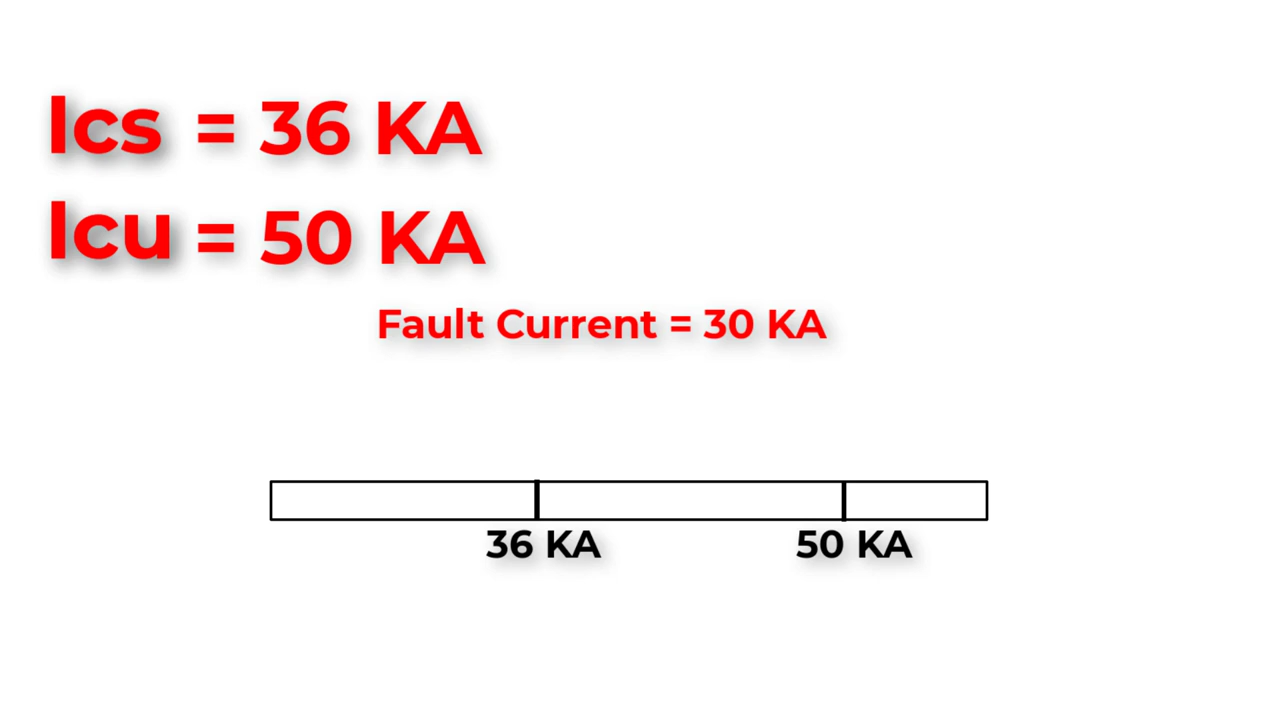 Ics = 36 KA
Icu = 50 KA
Fault Current = 30 KA
36 KA 50 KA